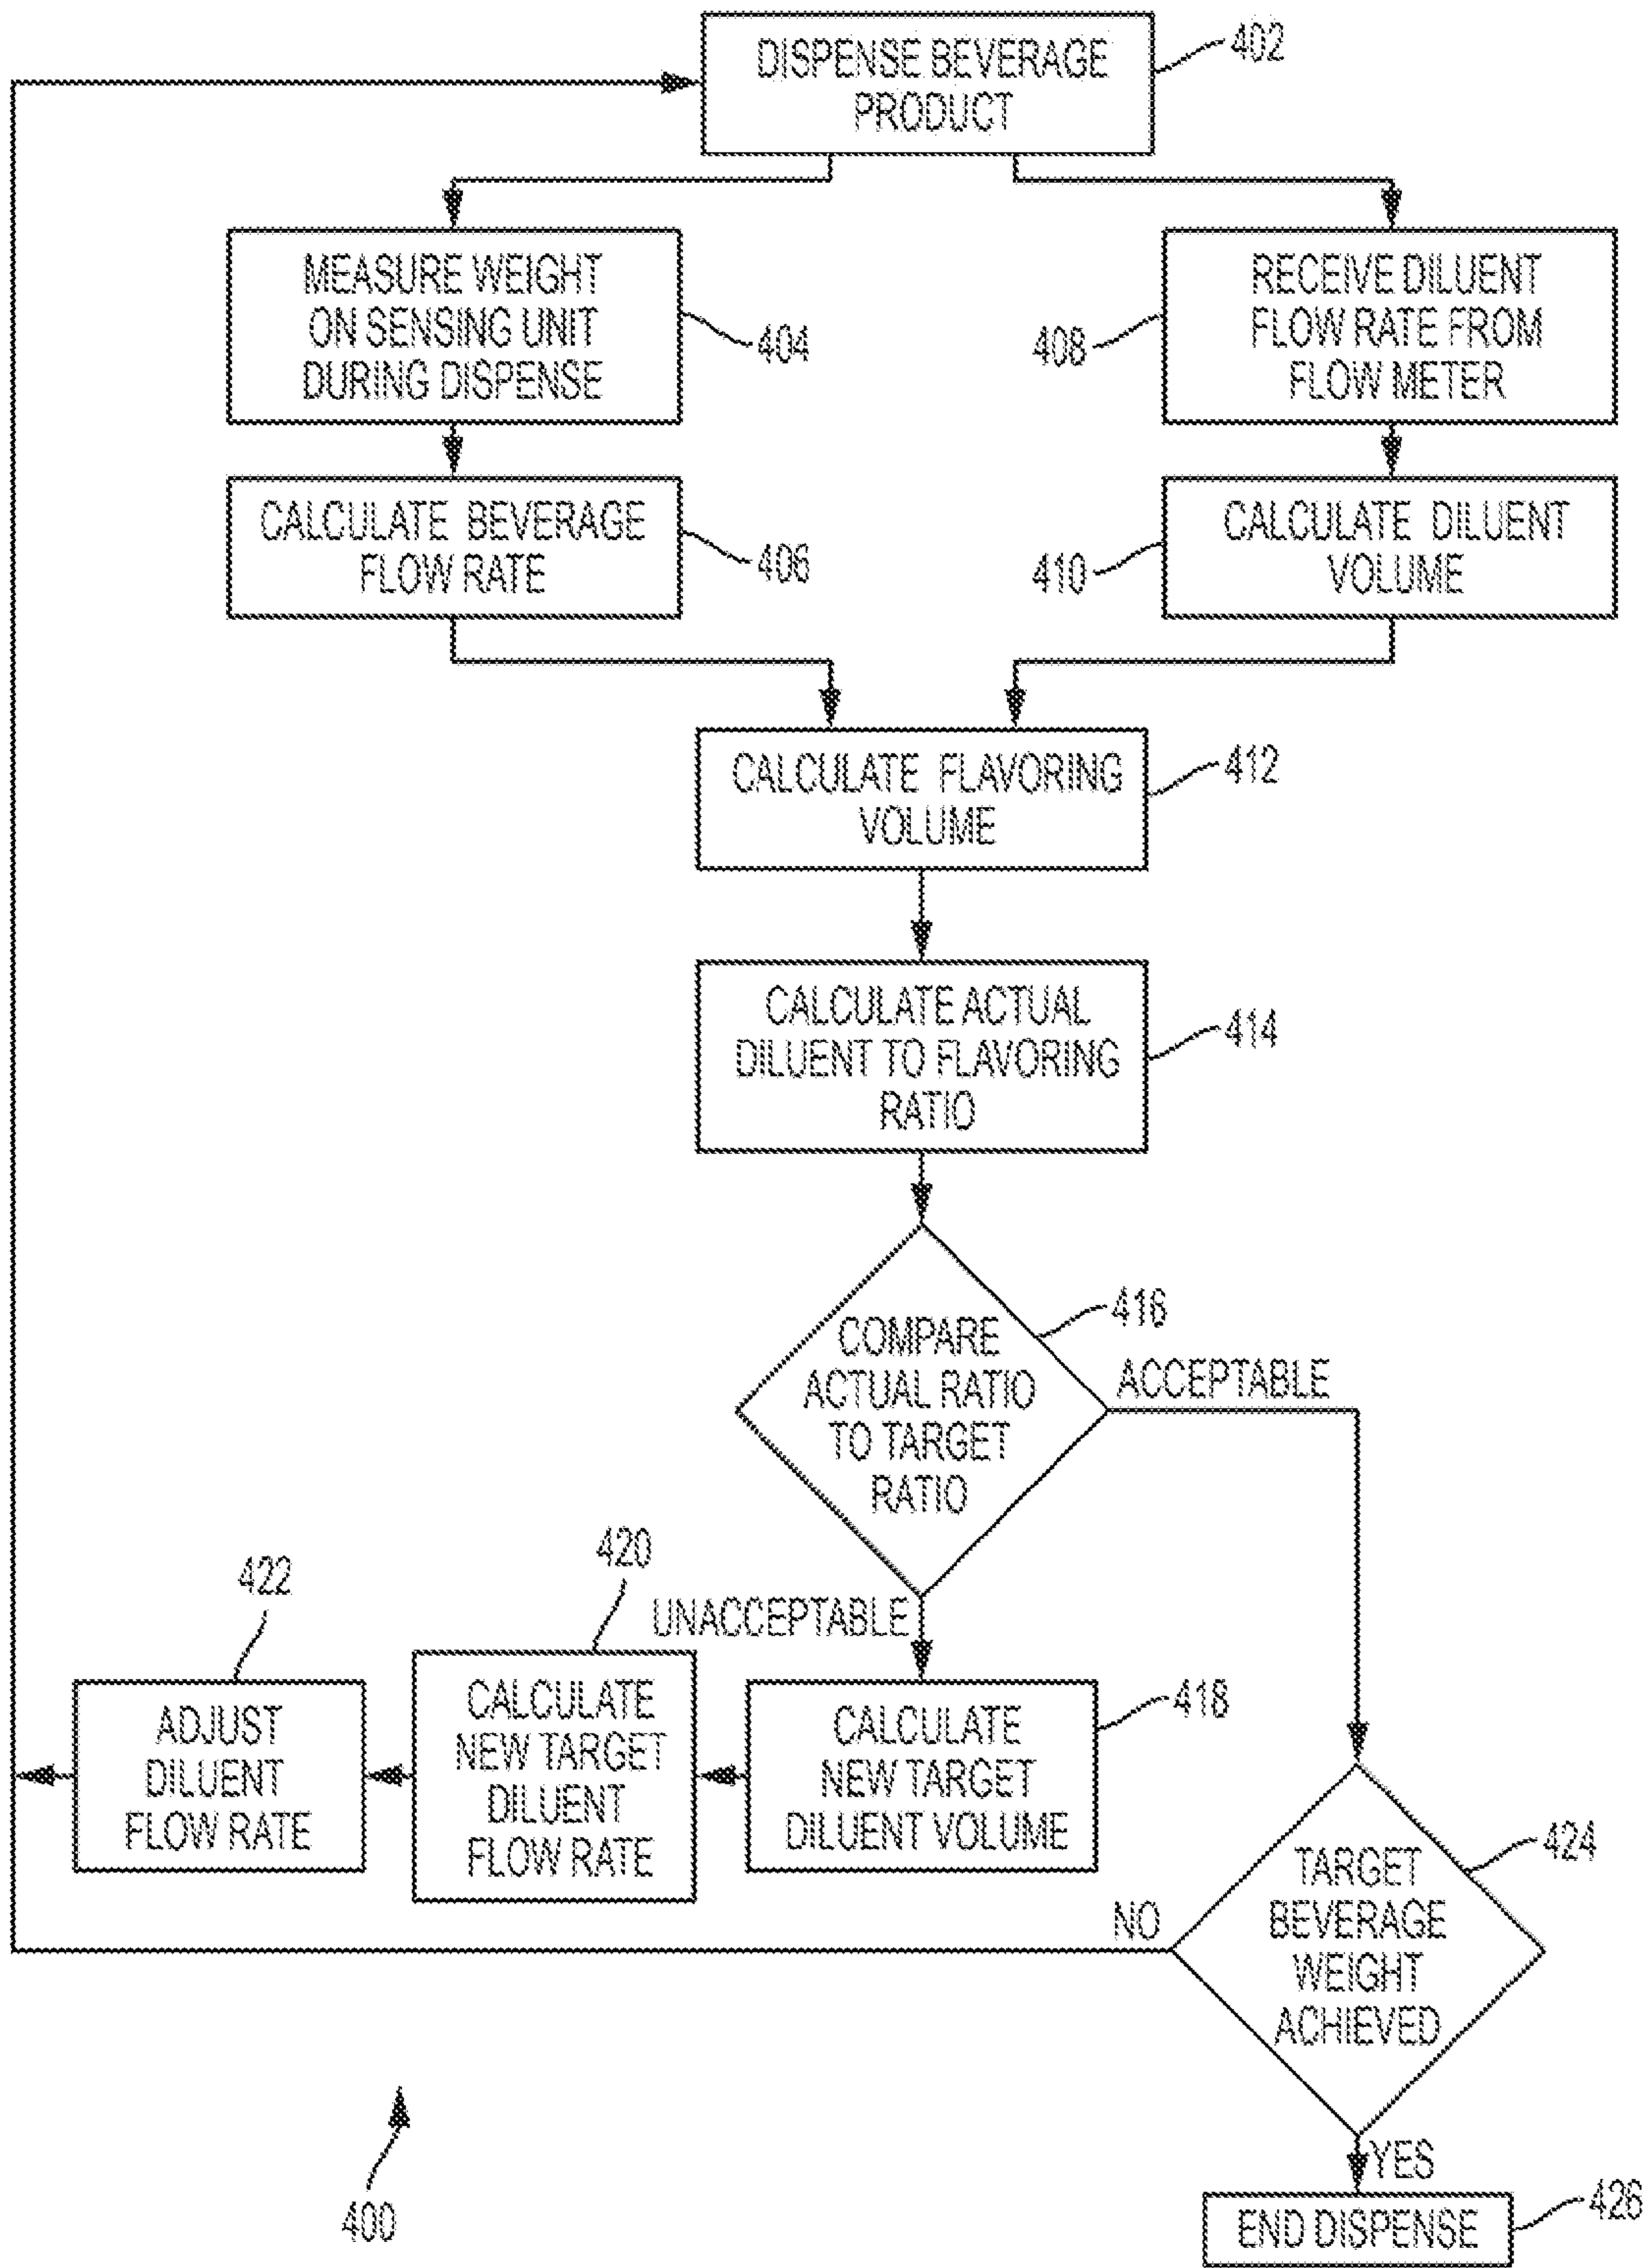 DISPENSE BEVERAGE
PRODUCT
402
MEASURE WEIGHT
ON SENSING UNIT
DURING DISPENSE
404
408
RECEIVE DILUENT
FLOW RATE FROM
FLOW METER
CALCULATE BEVERAGE
FLOW RATE
406
410
CALCULATE DILUENT
VOLUME
CALCULATE FLAVORING
VOLUME
412
CALCULATE ACTUAL
DILUENT TO FLAVORING
RATIO
414
COMPARE
ACTUAL RATIO
TO TARGET
RATIO
416
ACCEPTABLE
UNACCEPTABLE
422
420
ADJUST
DILUENT
FLOW RATE
CALCULATE
NEW TARGET
DILUENT
FLOW RATE
CALCULATE
NEW TARGET
DILUENT VOLUME
418
NO
TARGET
BEVERAGE
WEIGHT
ACHIEVED
424
YES
400
END DISPENSE
426